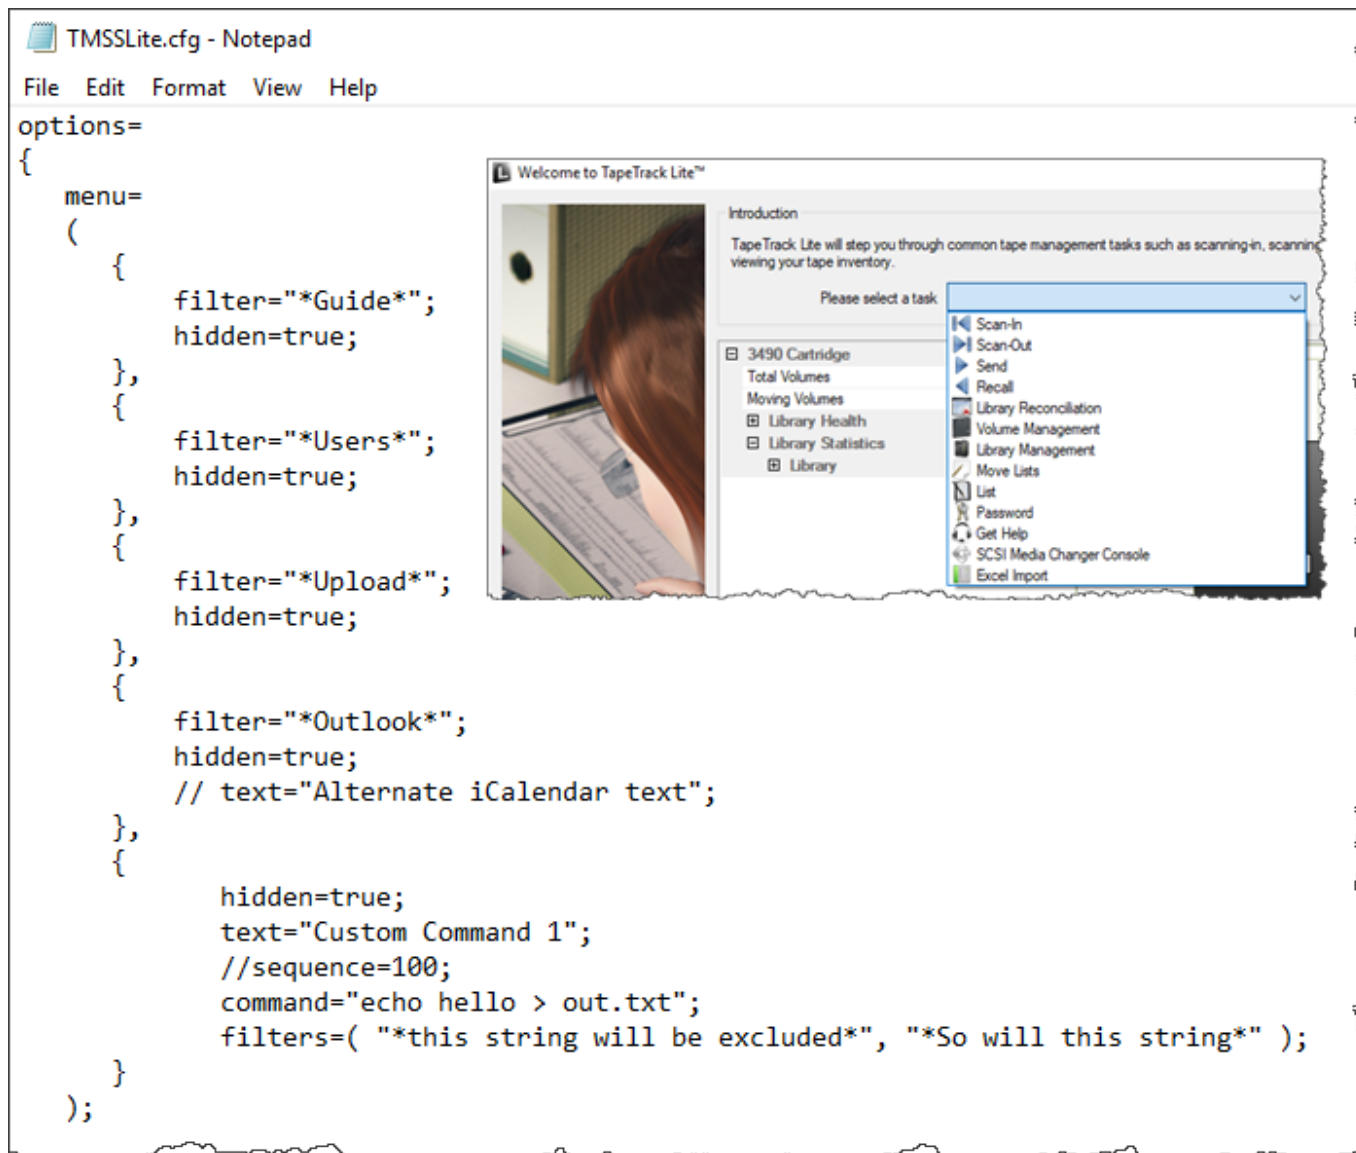 TMSSLite.cfg - Notepad
File Edit Format View Help
options=
{
menu=
(
{
filter="*Guide*";
hidden=true;
},
{
filter="*Users*";
hidden=true;
},
{
filter="*Upload*";
hidden=true;
},
{
filter="*Outlook*";
hidden=true;
// text="Alternate iCalendar text";
},
{
hidden=true;
text="Custom Command 1";
//sequence=100;
command="echo hello > out.txt";
filters=( "*this string will be excluded*", "*So will this string*" );
}
);
Welcome to TapeTrack Lite™
Introduction
TapeTrack Lite will step you through common tape management tasks such as scanning-in, scanning
viewing your tape inventory.
Please select a task
3490 Cartridge
Total Volumes
Moving Volumes
Library Health
Library Statistics
Library
Scan-In
Scan-Out
Send
Recall
Library Reconciliation
Volume Management
Library Management
Move Lists
List
Password
Get Help
SCSI Media Changer Console
Excel Import